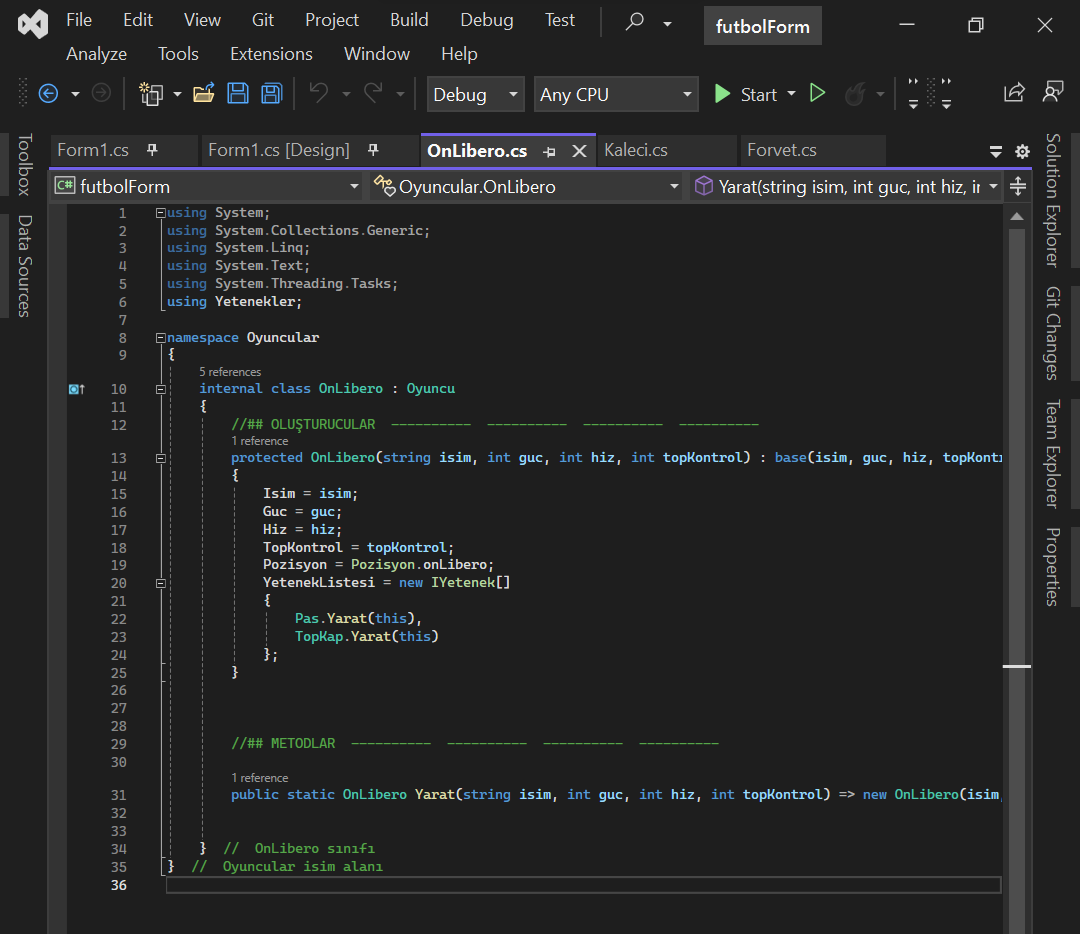 File Edit View Git Project Build Debug Test futbolForm
Analyze Tools Extensions Window Help
Debug Any CPU Start
Form1.cs Form1.cs [Design] OnLibero.cs Kaleci.cs Forvet.cs
C# futbolForm Oyuncular.OnLibero Yarat(string isim, int guc, int hiz, ir
Toolbox
Data Sources
1 using System;
2 using System.Collections.Generic;
3 using System.Linq;
4 using System.Text;
5 using System.Threading.Tasks;
6 using Yetenekler;
7
8 namespace Oyuncular
9 {
5 references
10 internal class OnLibero : Oyuncu
11 {
12 //## OLUŞTURUCULAR ---------- ---------- ---------- ----------
1 reference
13 protected OnLibero(string isim, int guc, int hiz, int topKontrol) : base(isim, guc, hiz, topKontr
14 {
15 Isim = isim;
16 Guc = guc;
17 Hiz = hiz;
18 TopKontrol = topKontrol;
19 Pozisyon = Pozisyon.onLibero;
20 YetenekListesi = new IYetenek[]
21 {
22 Pas.Yarat(this),
23 TopKap.Yarat(this)
24 };
25 }
26
27
28
29 //## METODLAR ---------- ---------- ---------- ----------
30
1 reference
31 public static OnLibero Yarat(string isim, int guc, int hiz, int topKontrol) => new OnLibero(isim,
32
33
34 } // OnLibero sınıfı
35 } // Oyuncular isim alanı
36
Solution Explorer
Git Changes
Team Explorer
Properties